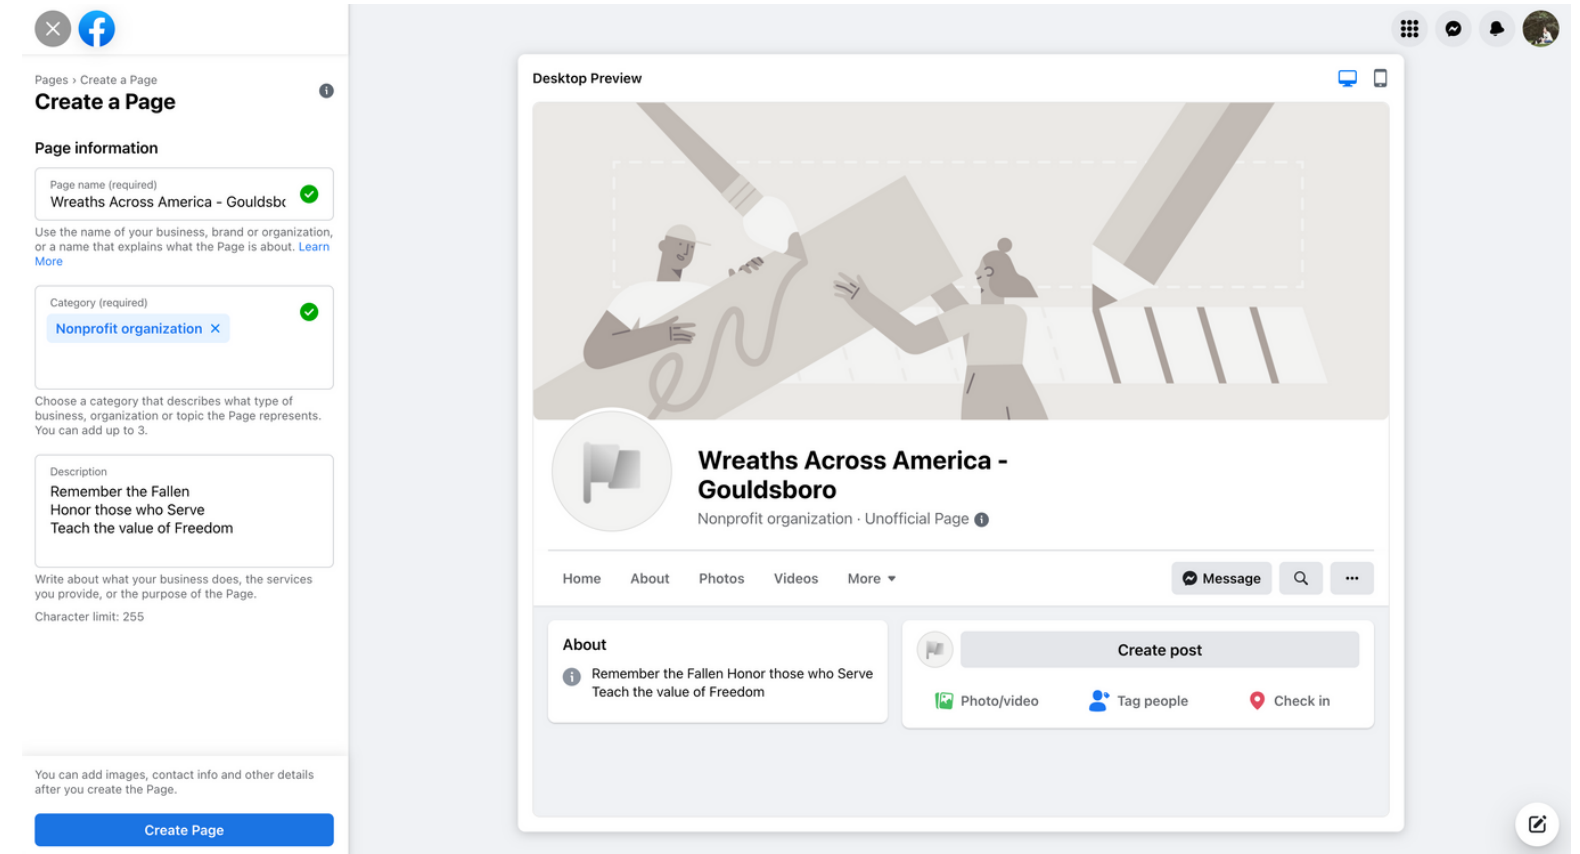 Pages › Create a Page
Create a Page
Page information
Page name (required)
Wreaths Across America - Gouldsbc
Use the name of your business, brand or organization,
or a name that explains what the Page is about. Learn
More
Category (required)
Nonprofit organization ×
Choose a category that describes what type of
business, organization or topic the Page represents.
You can add up to 3.
Description
Remember the Fallen
Honor those who Serve
Teach the value of Freedom
Write about what your business does, the services
you provide, or the purpose of the Page.
Character limit: 255
You can add images, contact info and other details
after you create the Page.
Create Page
Desktop Preview
Wreaths Across America -
Gouldsboro
Nonprofit organization · Unofficial Page
Home About Photos Videos More
Message
About
Remember the Fallen Honor those who Serve
Teach the value of Freedom
Create post
Photo/video Tag people Check in